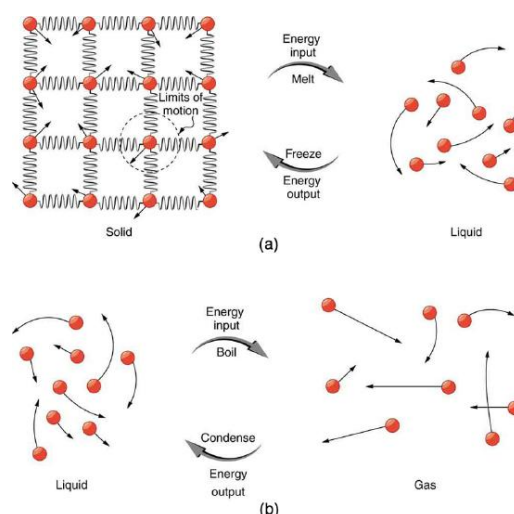 Energy
input
Melt
Limits of
motion
Freeze
Energy
output
Solid
Liquid
(a)
Energy
input
Boil
Condense
Energy
output
Liquid
Gas
(b)